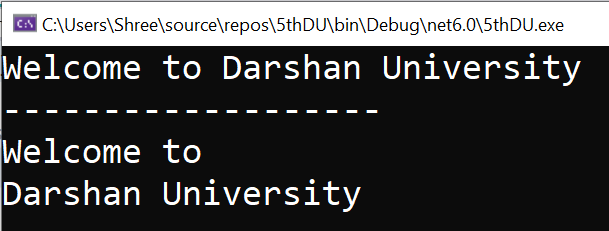 C:\Users\Shree\source\repos\5thDU\bin\Debug\net6.0\5thDU.exe
Welcome to Darshan University
-------------------
Welcome to
Darshan University